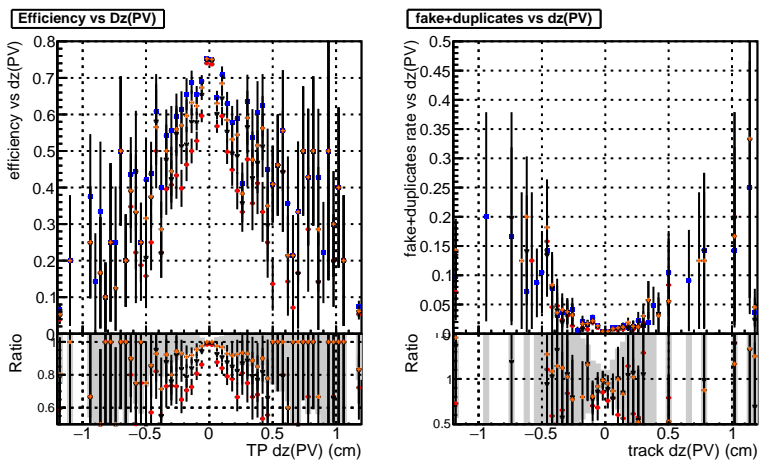 Efficiency vs Dz(PV)
efficiency vs dz(PV)
0.8
0.7
0.6
0.5
0.4
0.3
0.2
0.1
0
Ratio
1
0.8
0.6
−1 −0.5 0 0.5 1
TP dz(PV) (cm)
fake+duplicates vs dz(PV)
fake+duplicates rate vs dz(PV)
0.5
0.45
0.4
0.35
0.3
0.25
0.2
0.15
0.1
0.05
0
Ratio
1
0.5
−1 −0.5 0 0.5 1
track dz(PV) (cm)